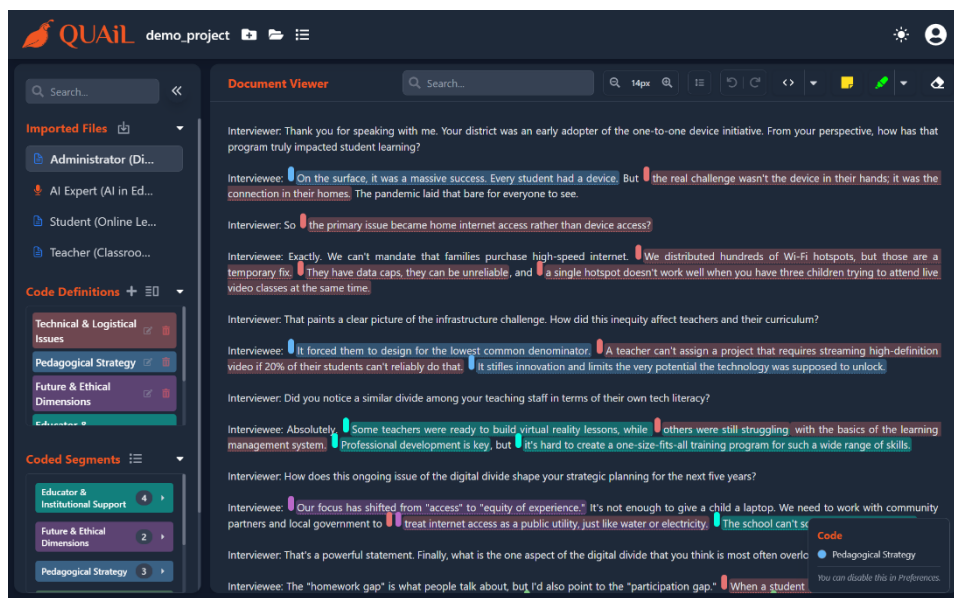 QUAiL demo_project
Search...
Imported Files
Administrator (Di...
AI Expert (AI in Ed...
Student (Online Le...
Teacher (Classroo...
Code Definitions
Technical & Logistical
Issues
Pedagogical Strategy
Future & Ethical
Dimensions
Coded Segments
Educator &
Institutional Support 4
Future & Ethical
Dimensions 2
Pedagogical Strategy 3
Document Viewer
Search...
14px
Interviewer: Thank you for speaking with me. Your district was an early adopter of the one-to-one device initiative. From your perspective, how has that
program truly impacted student learning?
Interviewee: On the surface, it was a massive success. Every student had a device. But the real challenge wasn't the device in their hands; it was the
connection in their homes. The pandemic laid that bare for everyone to see.
Interviewer: So the primary issue became home internet access rather than device access?
Interviewee: Exactly. We can't mandate that families purchase high-speed internet. We distributed hundreds of Wi-Fi hotspots, but those are a
temporary fix. They have data caps, they can be unreliable, and a single hotspot doesn't work well when you have three children trying to attend live
video classes at the same time.
Interviewer: That paints a clear picture of the infrastructure challenge. How did this inequity affect teachers and their curriculum?
Interviewee: It forced them to design for the lowest common denominator. A teacher can't assign a project that requires streaming high-definition
video if 20% of their students can't reliably do that. It stifles innovation and limits the very potential the technology was supposed to unlock.
Interviewer: Did you notice a similar divide among your teaching staff in terms of their own tech literacy?
Interviewee: Absolutely. Some teachers were ready to build virtual reality lessons, while others were still struggling with the basics of the learning
management system. Professional development is key, but it's hard to create a one-size-fits-all training program for such a wide range of skills.
Interviewer: How does this ongoing issue of the digital divide shape your strategic planning for the next five years?
Interviewee: Our focus has shifted from "access" to "equity of experience." It's not enough to give a child a laptop. We need to work with community
partners and local government to treat internet access as a public utility, just like water or electricity. The school can't
Interviewer: That's a powerful statement. Finally, what is the one aspect of the digital divide that you think is most often
Interviewee: The "homework gap" is what people talk about, but I'd also point to the "participation gap." When a student
Code
Pedagogical Strategy
You can disable this in Preferences.